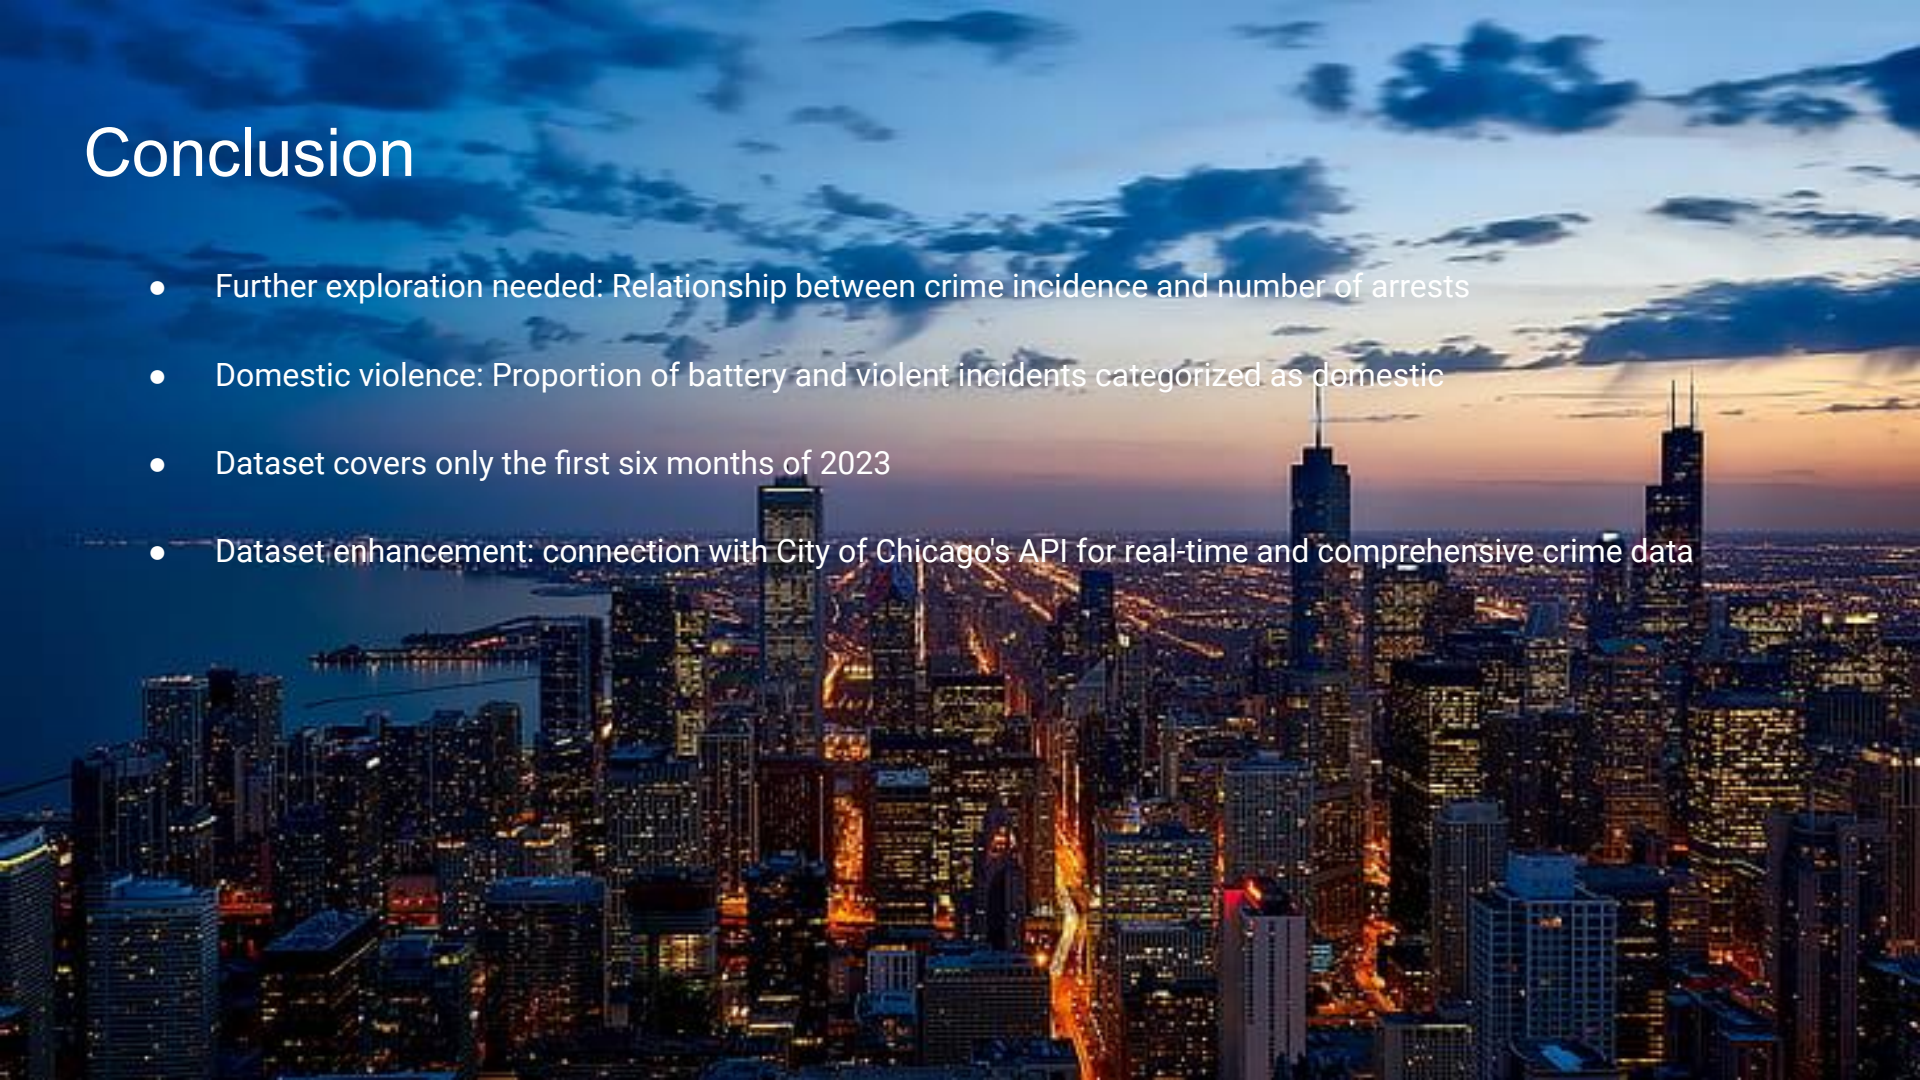 Conclusion
● Further exploration needed: Relationship between crime incidence and number of arrests
● Domestic violence: Proportion of battery and violent incidents categorized as domestic
● Dataset covers only the first six months of 2023
● Dataset enhancement: connection with City of Chicago's API for real-time and comprehensive crime data